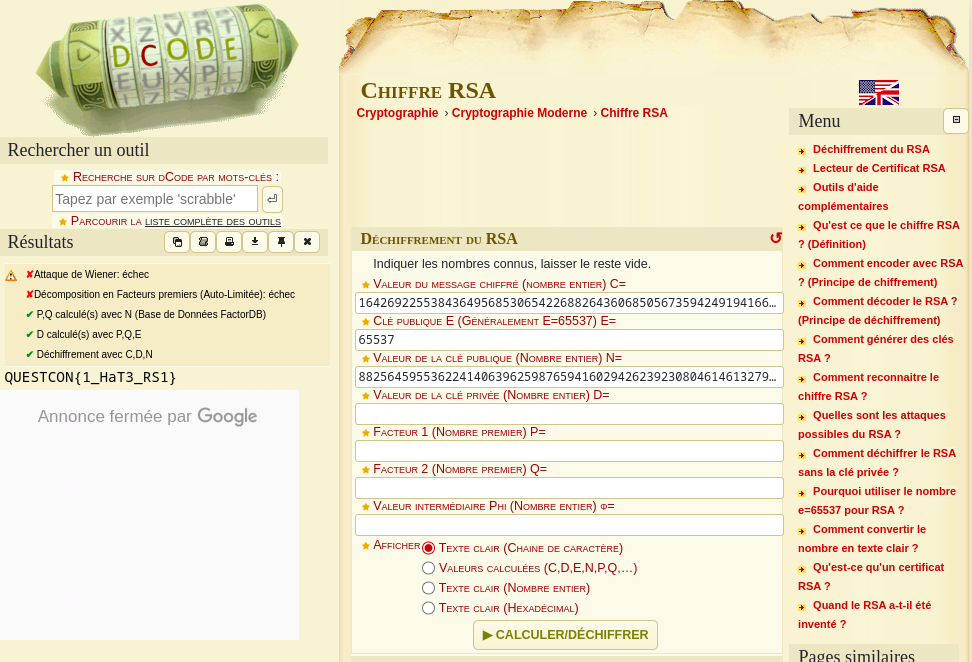 DCODE
Rechercher un outil
Recherche sur dCode par mots-clés :
Tapez par exemple 'scrabble'
Parcourir la liste complète des outils
Résultats
Attaque de Wiener: échec
Décomposition en Facteurs premiers (Auto-Limitée): échec
P,Q calculé(s) avec N (Base de Données FactorDB)
D calculé(s) avec P,Q,E
Déchiffrement avec C,D,N
QUESTCON{1_HaT3_RS1}
Annonce fermée par Google
Chiffre RSA
Cryptographie › Cryptographie Moderne › Chiffre RSA
Déchiffrement du RSA
Indiquer les nombres connus, laisser le reste vide.
Valeur du message chiffré (nombre entier) C=
164269225538436495685306542268826436068505673594249194166…
Clé publique E (Généralement E=65537) E=
65537
Valeur de la clé publique (Nombre entier) N=
882564595536224140639625987659416029426239230804614613279…
Valeur de la clé privée (Nombre entier) D=
Facteur 1 (Nombre premier) P=
Facteur 2 (Nombre premier) Q=
Valeur intermédiaire Phi (Nombre entier) Φ=
Afficher Texte clair (Chaine de caractère)
Valeurs calculées (C,D,E,N,P,Q,…)
Texte clair (Nombre entier)
Texte clair (Hexadécimal)
▶ CALCULER/DÉCHIFFRER
Menu
Déchiffrement du RSA
Lecteur de Certificat RSA
Outils d'aide
complémentaires
Qu'est ce que le chiffre RSA
? (Définition)
Comment encoder avec RSA
? (Principe de chiffrement)
Comment décoder le RSA ?
(Principe de déchiffrement)
Comment générer des clés
RSA ?
Comment reconnaitre le
chiffre RSA ?
Quelles sont les attaques
possibles du RSA ?
Comment déchiffrer le RSA
sans la clé privée ?
Pourquoi utiliser le nombre
e=65537 pour RSA ?
Comment convertir le
nombre en texte clair ?
Qu'est-ce qu'un certificat
RSA ?
Quand le RSA a-t-il été
inventé ?
Pages similaires